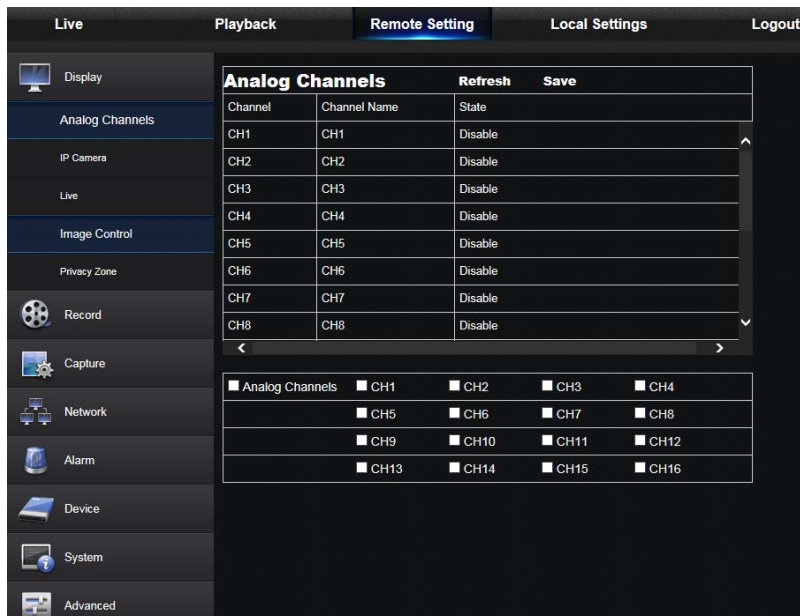 Live Playback Remote Setting Local Settings Logout
Display
Analog Channels
IP Camera
Live
Image Control
Privacy Zone
Record
Capture
Network
Alarm
Device
System
Advanced
Analog Channels Refresh Save
Channel Channel Name State
CH1 CH1 Disable
CH2 CH2 Disable
CH3 CH3 Disable
CH4 CH4 Disable
CH5 CH5 Disable
CH6 CH6 Disable
CH7 CH7 Disable
CH8 CH8 Disable
Analog Channels CH1 CH2 CH3 CH4
CH5 CH6 CH7 CH8
CH9 CH10 CH11 CH12
CH13 CH14 CH15 CH16